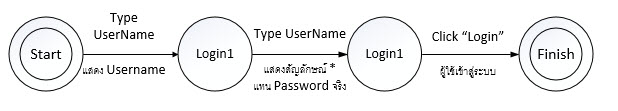 Type
UserName
Type UserName
Click “Login”
Start
Login1
Login1
Finish
แสดง Username
แสดงสัญลักษณ์ *
แทน Password จริง
ผู้ใช้เข้าสู่ระบบ